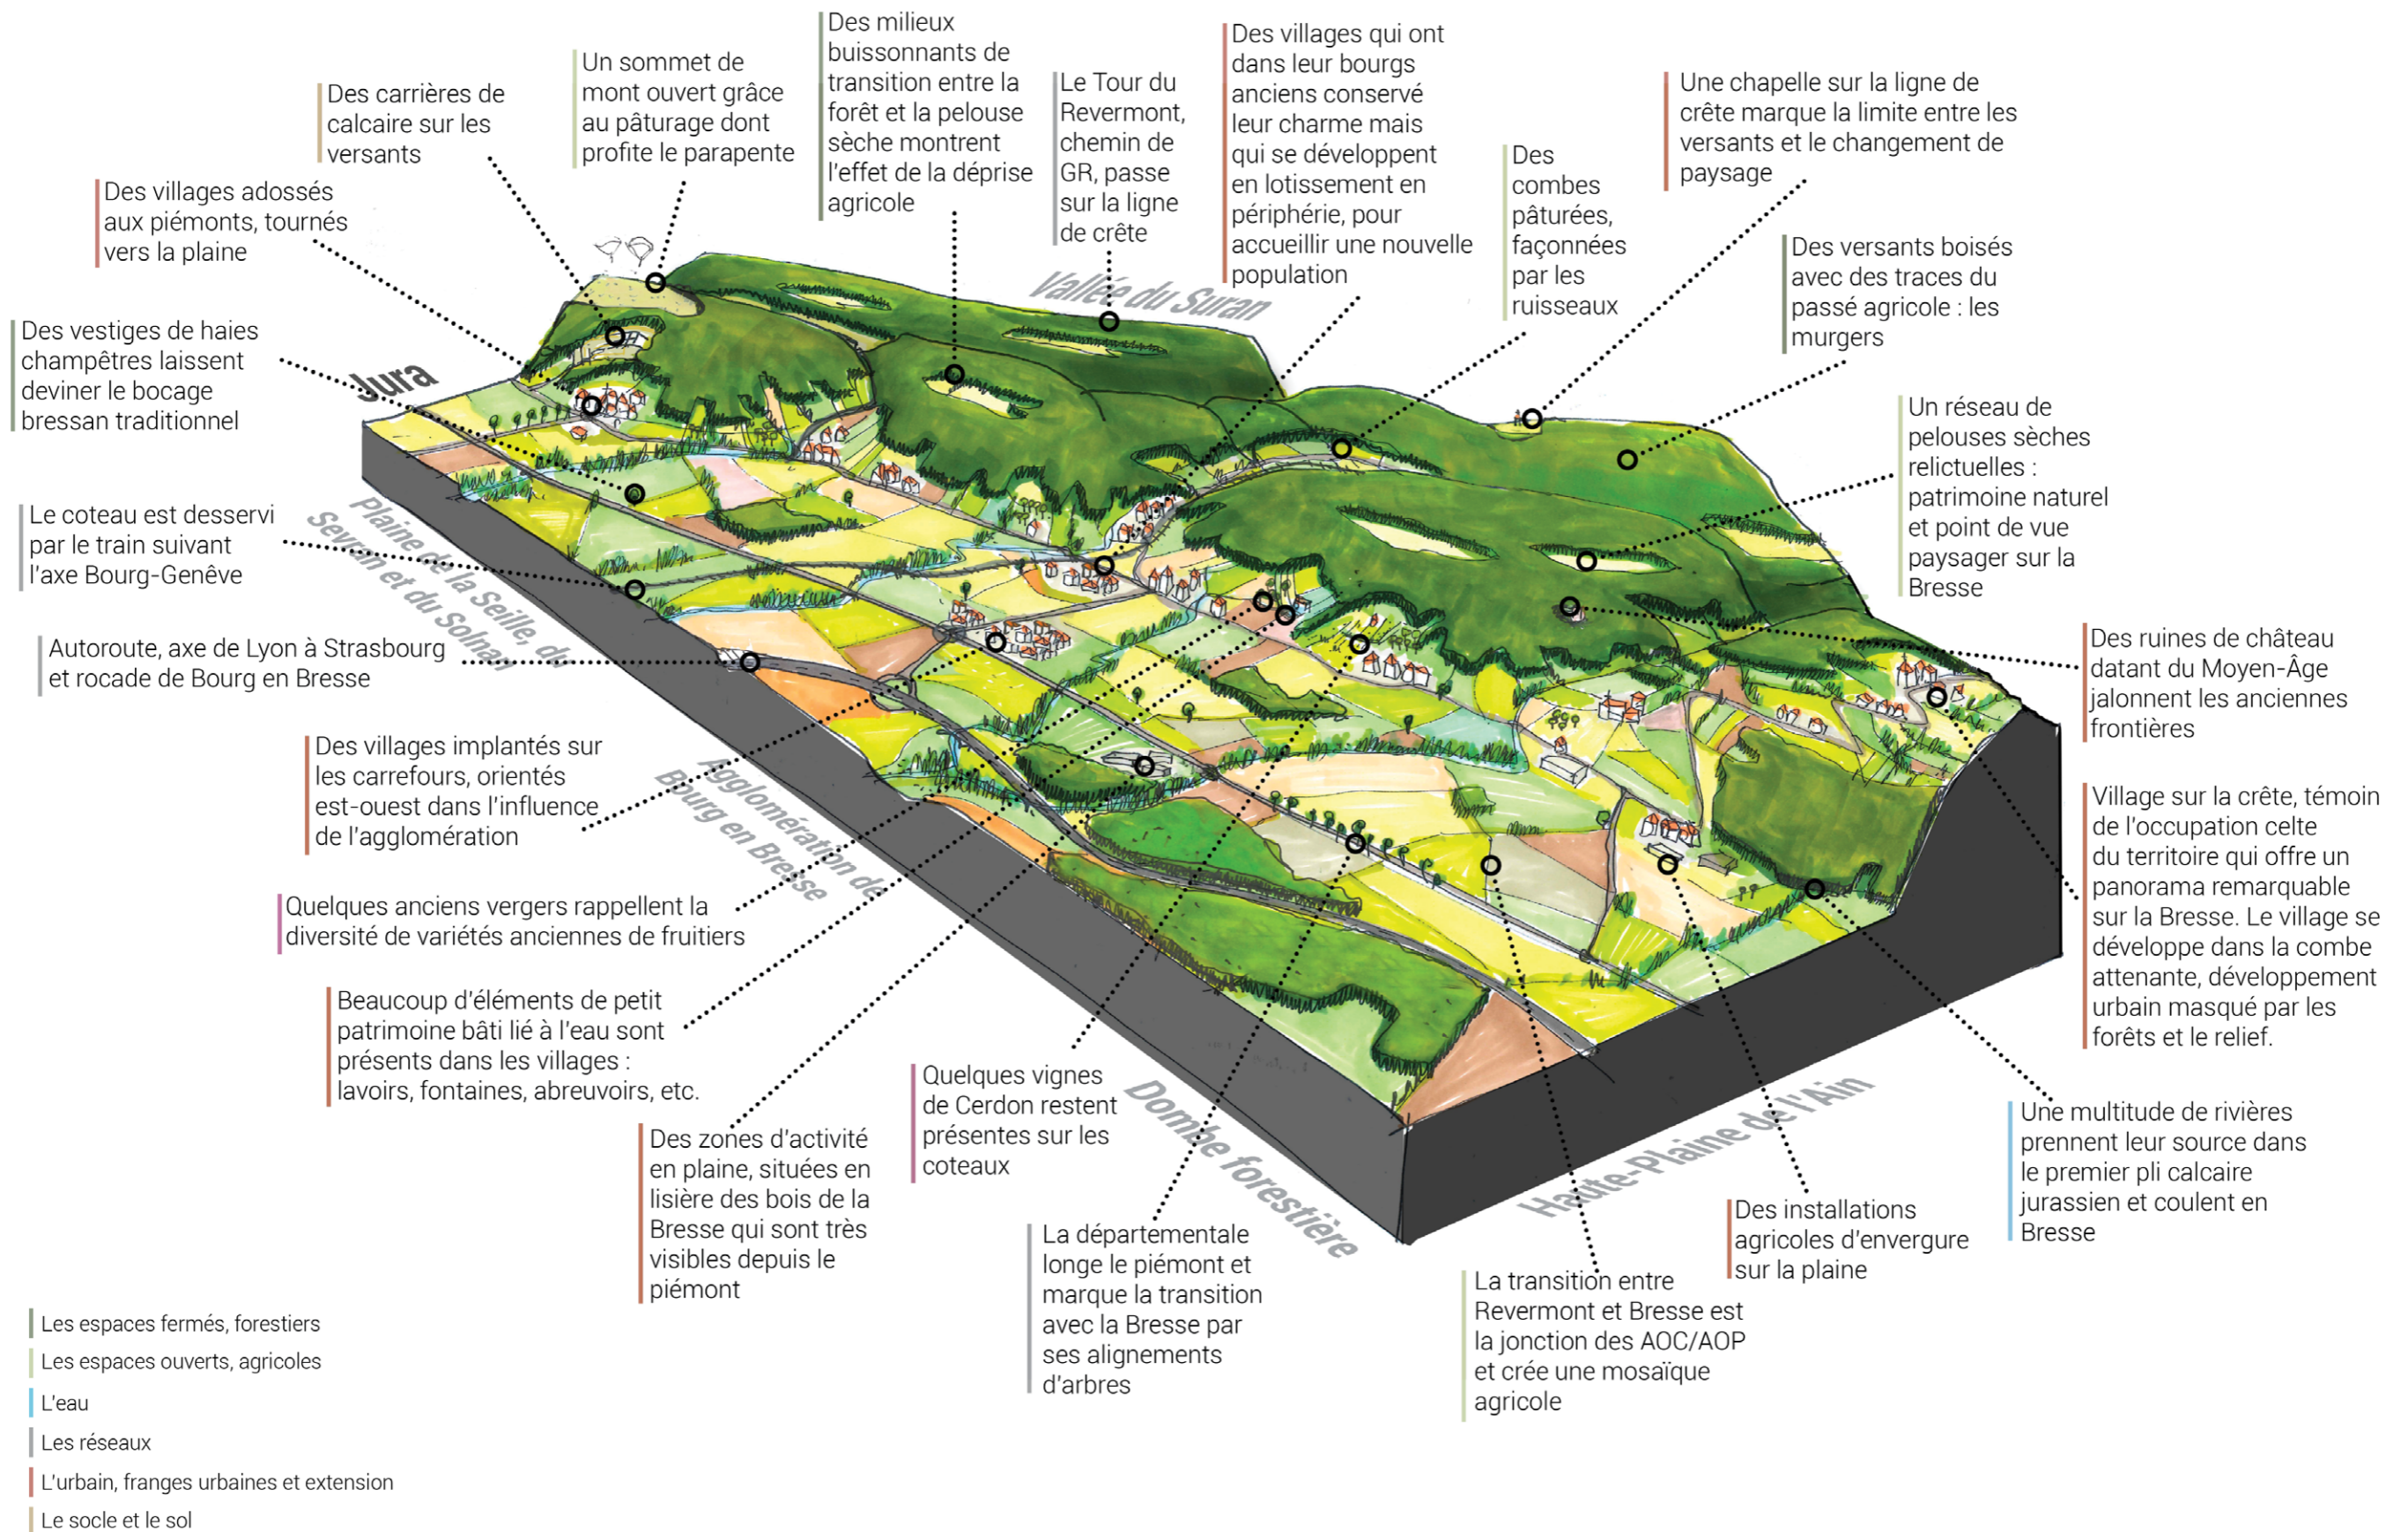 Des milieux
buissonnants de
transition entre la
forêt et la pelouse
sèche montrent
l'effet de la déprise
agricole
Des villages qui ont
dans leur bourgs
anciens conservé
leur charme mais
qui se développent
en lotissement en
périphérie, pour
accueillir une nouvelle
population
Un sommet de
mont ouvert grâce
au pâturage dont
profite le parapente
Le Tour du
Revermont,
chemin de
GR, passe
sur la ligne
de crête
Une chapelle sur la ligne de
crête marque la limite entre les
versants et le changement de
paysage
Des carrières de
calcaire sur les
versants
Des
combes
pâturées,
façonnées
par les
ruisseaux
Des villages adossés
aux piémonts, tournés
vers la plaine
Des versants boisés
avec des traces du
passé agricole : les
murgers
Vallée du Suran
Des vestiges de haies
champêtres laissent
deviner le bocage
bressan traditionnel
Jura
Un réseau de
pelouses sèches
relictuelles :
patrimoine naturel
et point de vue
paysager sur la
Bresse
Le coteau est desservi
par le train suivant
l'axe Bourg-Genêve
Plaine de la Seille, du
Sevron et du Solnan
Autoroute, axe de Lyon à Strasbourg
et rocade de Bourg en Bresse
Des ruines de château
datant du Moyen-Âge
jalonnent les anciennes
frontières
Des villages implantés sur
les carrefours, orientés
est-ouest dans l'influence
de l'agglomération
Agglomération de
Bourg en Bresse
Village sur la crête, témoin
de l'occupation celte
du territoire qui offre un
panorama remarquable
sur la Bresse. Le village se
développe dans la combe
attenante, développement
urbain masqué par les
forêts et le relief.
Quelques anciens vergers rappellent la
diversité de variétés anciennes de fruitiers
Beaucoup d'éléments de petit
patrimoine bâti lié à l'eau sont
présents dans les villages :
lavoirs, fontaines, abreuvoirs, etc.
Quelques vignes
de Cerdon restent
présentes sur les
coteaux
Dombe forestière
Haute-Plaine de l'Ain
Une multitude de rivières
prennent leur source dans
le premier pli calcaire
jurassien et coulent en
Bresse
Des zones d'activité
en plaine, situées en
lisière des bois de la
Bresse qui sont très
visibles depuis le
piémont
Des installations
agricoles d'envergure
sur la plaine
La départementale
longe le piémont et
marque la transition
avec la Bresse par
ses alignements
d'arbres
La transition entre
Revermont et Bresse est
la jonction des AOC/AOP
et crée une mosaïque
agricole
Les espaces fermés, forestiers
Les espaces ouverts, agricoles
L'eau
Les réseaux
L'urbain, franges urbaines et extension
Le socle et le sol